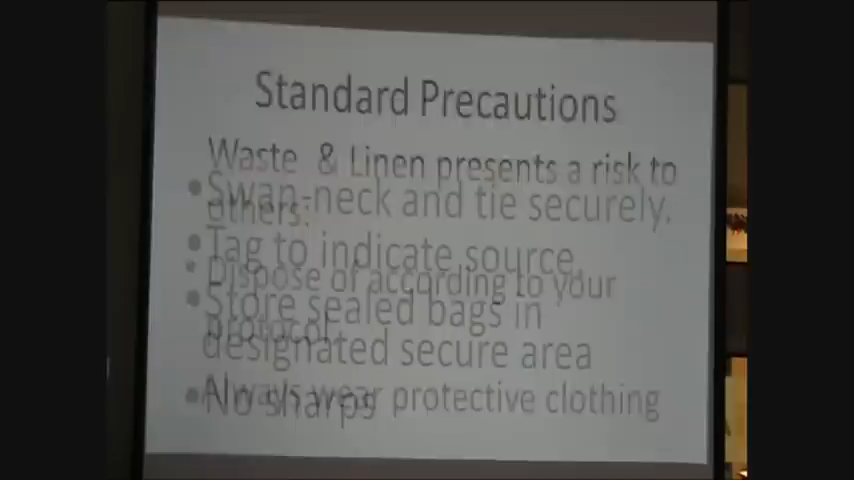 Standard Precautions
Waste & Linen presents a risk to
• Swan-neck and tie securely.
others:
• Tag to indicate source.
• Dispose of according to your
• Store sealed bags in
protocol
designated secure area
Always wear protective clothing
• No sharps